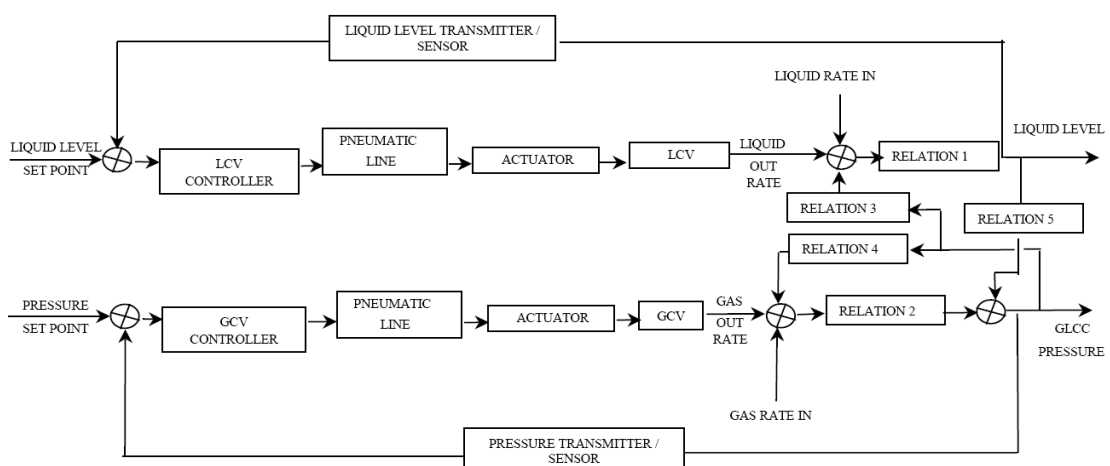 LIQUID LEVEL TRANSMITTER /
SENSOR
LIQUID RATE IN
LIQUID LEVEL
SET POINT
LCV
CONTROLLER
PNEUMATIC
LINE
ACTUATOR
LCV
LIQUID
OUT
RATE
RELATION 1
LIQUID LEVEL
RELATION 3
RELATION 5
RELATION 4
PRESSURE
SET POINT
GCV
CONTROLLER
PNEUMATIC
LINE
ACTUATOR
GCV
GAS
OUT
RATE
RELATION 2
GLCC
PRESSURE
GAS RATE IN
PRESSURE TRANSMITTER /
SENSOR